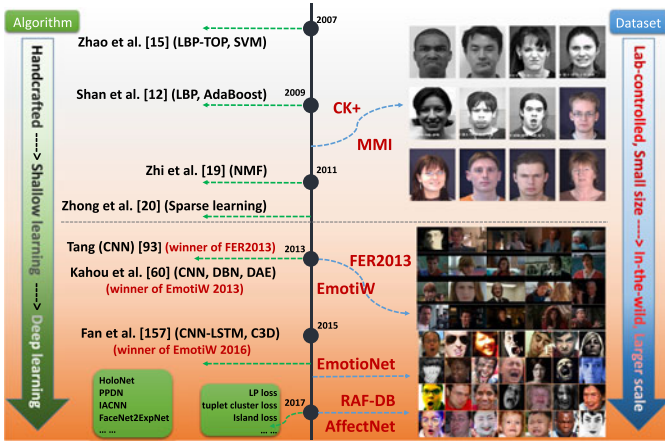 Algorithm
Dataset
2007
Zhao et al. [15] (LBP-TOP, SVM)
Shan et al. [12] (LBP, AdaBoost)
2009
CK+
MMI
Zhi et al. [19] (NMF)
2011
Zhong et al. [20] (Sparse learning)
Tang (CNN) [93] (winner of FER2013)
2013
FER2013
Kahou et al. [60] (CNN, DBN, DAE)
(winner of EmotiW 2013)
EmotiW
2015
Fan et al. [157] (CNN-LSTM, C3D)
(winner of EmotiW 2016)
EmotioNet
HoloNet
PPDN
IACNN
FaceNet2ExpNet
... ...
LP loss
tuplet cluster loss
Island loss
... ...
2017
RAF-DB
AffectNet
Handcrafted ----> Shallow learning ----> Deep learning
Lab-controlled, Small size ----> In-the-wild, Larger scale